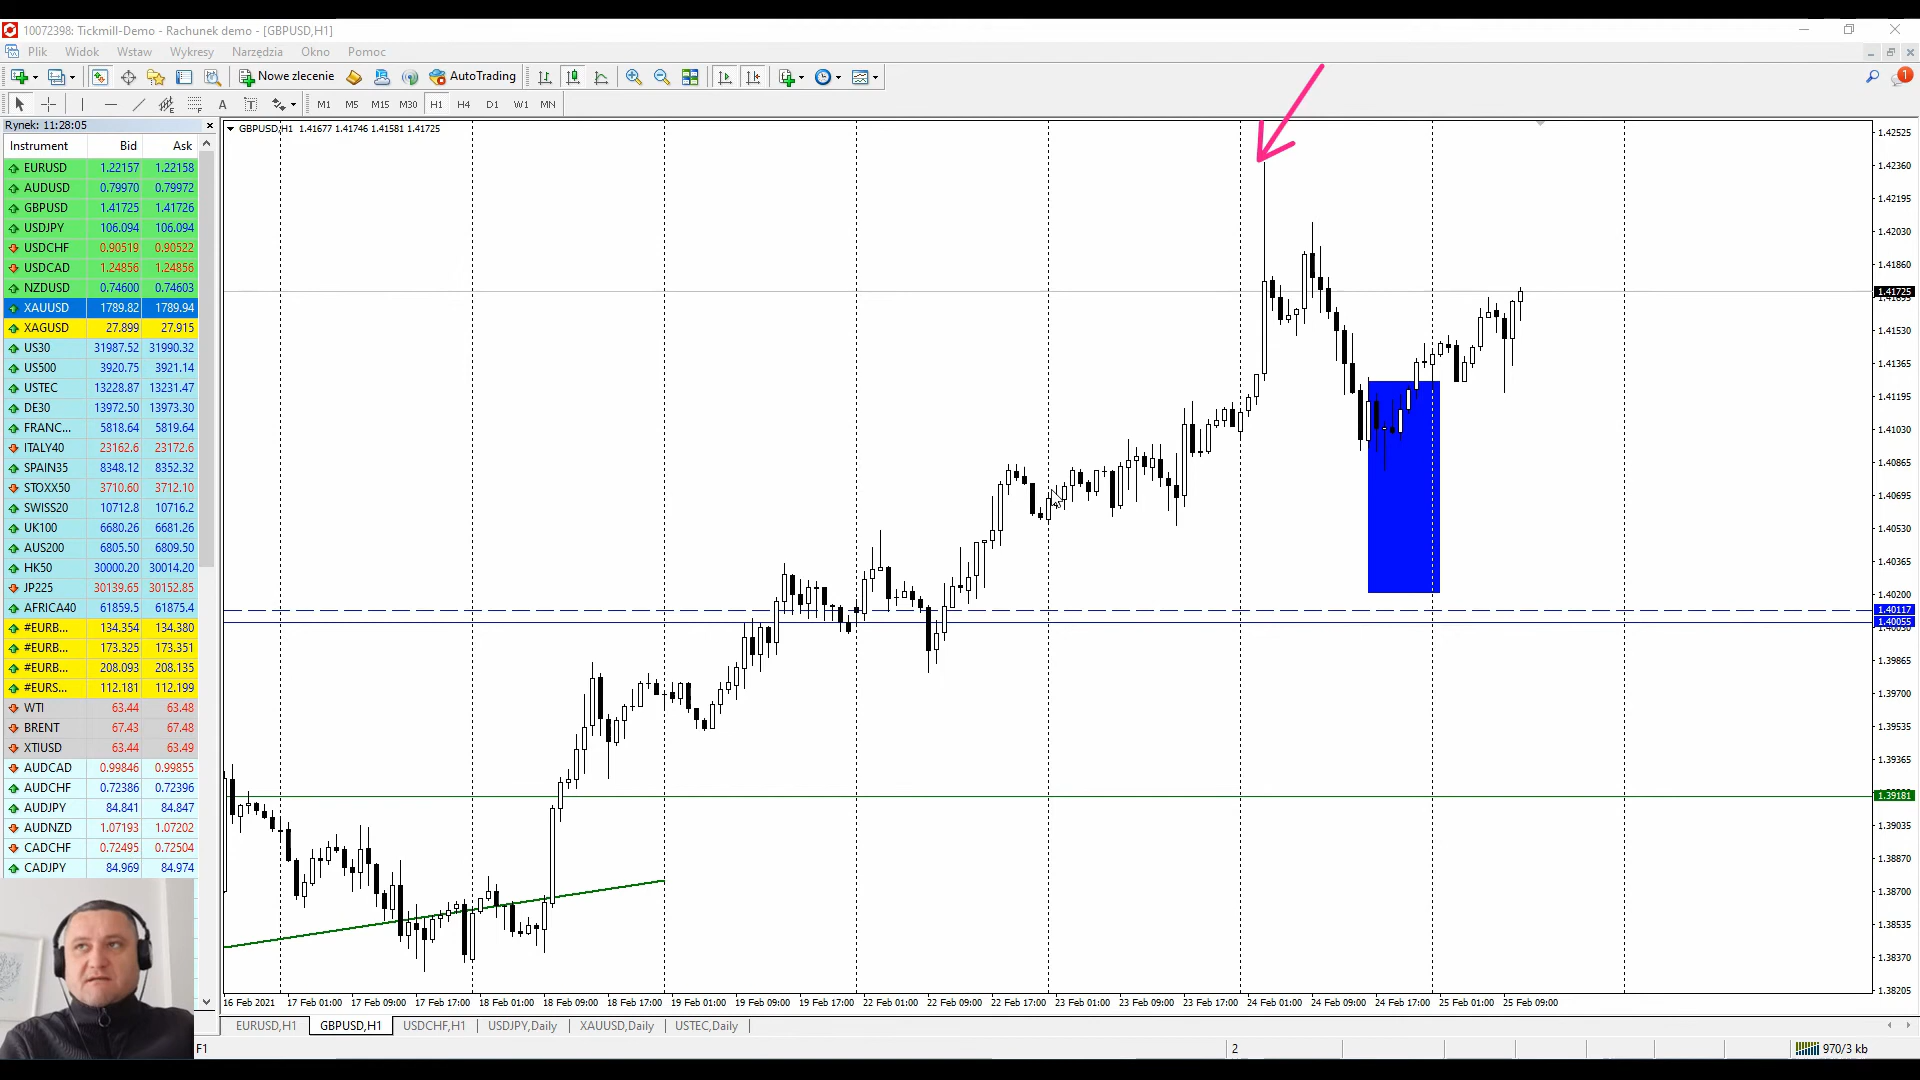 10072398: Tickmill-Demo - Rachunek demo - [GBPUSD,H1]
Plik Widok Wstaw Wykresy Narzędzia Okno Pomoc
Nowe zlecenie AutoTrading 1
A T M1 M5 M15 M30 H1 H4 D1 W1 MN
Rynek: 11:28:05
Instrument Bid Ask
EURUSD 1.22157 1.22158
AUDUSD 0.79970 0.79972
GBPUSD 1.41725 1.41726
USDJPY 106.094 106.094
USDCHF 0.90519 0.90522
USDCAD 1.24856 1.24856
NZDUSD 0.74600 0.74603
XAUUSD 1789.82 1789.94
XAGUSD 27.899 27.915
US30 31987.52 31990.32
US500 3920.75 3921.14
USTEC 13228.87 13231.47
DE30 13972.50 13973.30
FRANC... 5818.64 5819.64
ITALY40 23162.6 23172.6
SPAIN35 8348.12 8352.32
STOXX50 3710.60 3712.10
SWISS20 10712.8 10716.2
UK100 6680.26 6681.26
AUS200 6805.50 6809.50
HK50 30000.20 30014.20
JP225 30139.65 30152.85
AFRICA40 61859.5 61875.4
#EURB... 134.354 134.380
#EURB... 173.325 173.351
#EURB... 208.093 208.135
#EURS... 112.181 112.199
WTI 63.44 63.48
BRENT 67.43 67.48
XTIUSD 63.44 63.49
AUDCAD 0.99846 0.99855
AUDCHF 0.72386 0.72396
AUDJPY 84.841 84.847
AUDNZD 1.07193 1.07202
CADCHF 0.72495 0.72504
CADJPY 84.969 84.974
GBPUSD,H1 1.41677 1.41746 1.41581 1.41725
1.42525
1.42360
1.42195
1.42030
1.41860
1.41725
1.41530
1.41365
1.41195
1.41030
1.40865
1.40695
1.40530
1.40365
1.40200
1.40117
1.40055
1.39865
1.39700
1.39535
1.39365
1.39181
1.39035
1.38870
1.38700
1.38535
1.38370
1.38205
16 Feb 2021 17 Feb 01:00 17 Feb 09:00 17 Feb 17:00 18 Feb 01:00 18 Feb 09:00 18 Feb 17:00 19 Feb 01:00 19 Feb 09:00 19 Feb 17:00 22 Feb 01:00 22 Feb 09:00 22 Feb 17:00 23 Feb 01:00 23 Feb 09:00 23 Feb 17:00 24 Feb 01:00 24 Feb 09:00 24 Feb 17:00 25 Feb 01:00 25 Feb 09:00
EURUSD,H1 GBPUSD,H1 USDCHF,H1 USDJPY,Daily XAUUSD,Daily USTEC,Daily
F1 2 970/3 kb